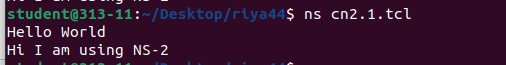 student@313-11:~/Desktop/riya44$ ns cn2.1.tcl
Hello World
Hi I am using NS-2